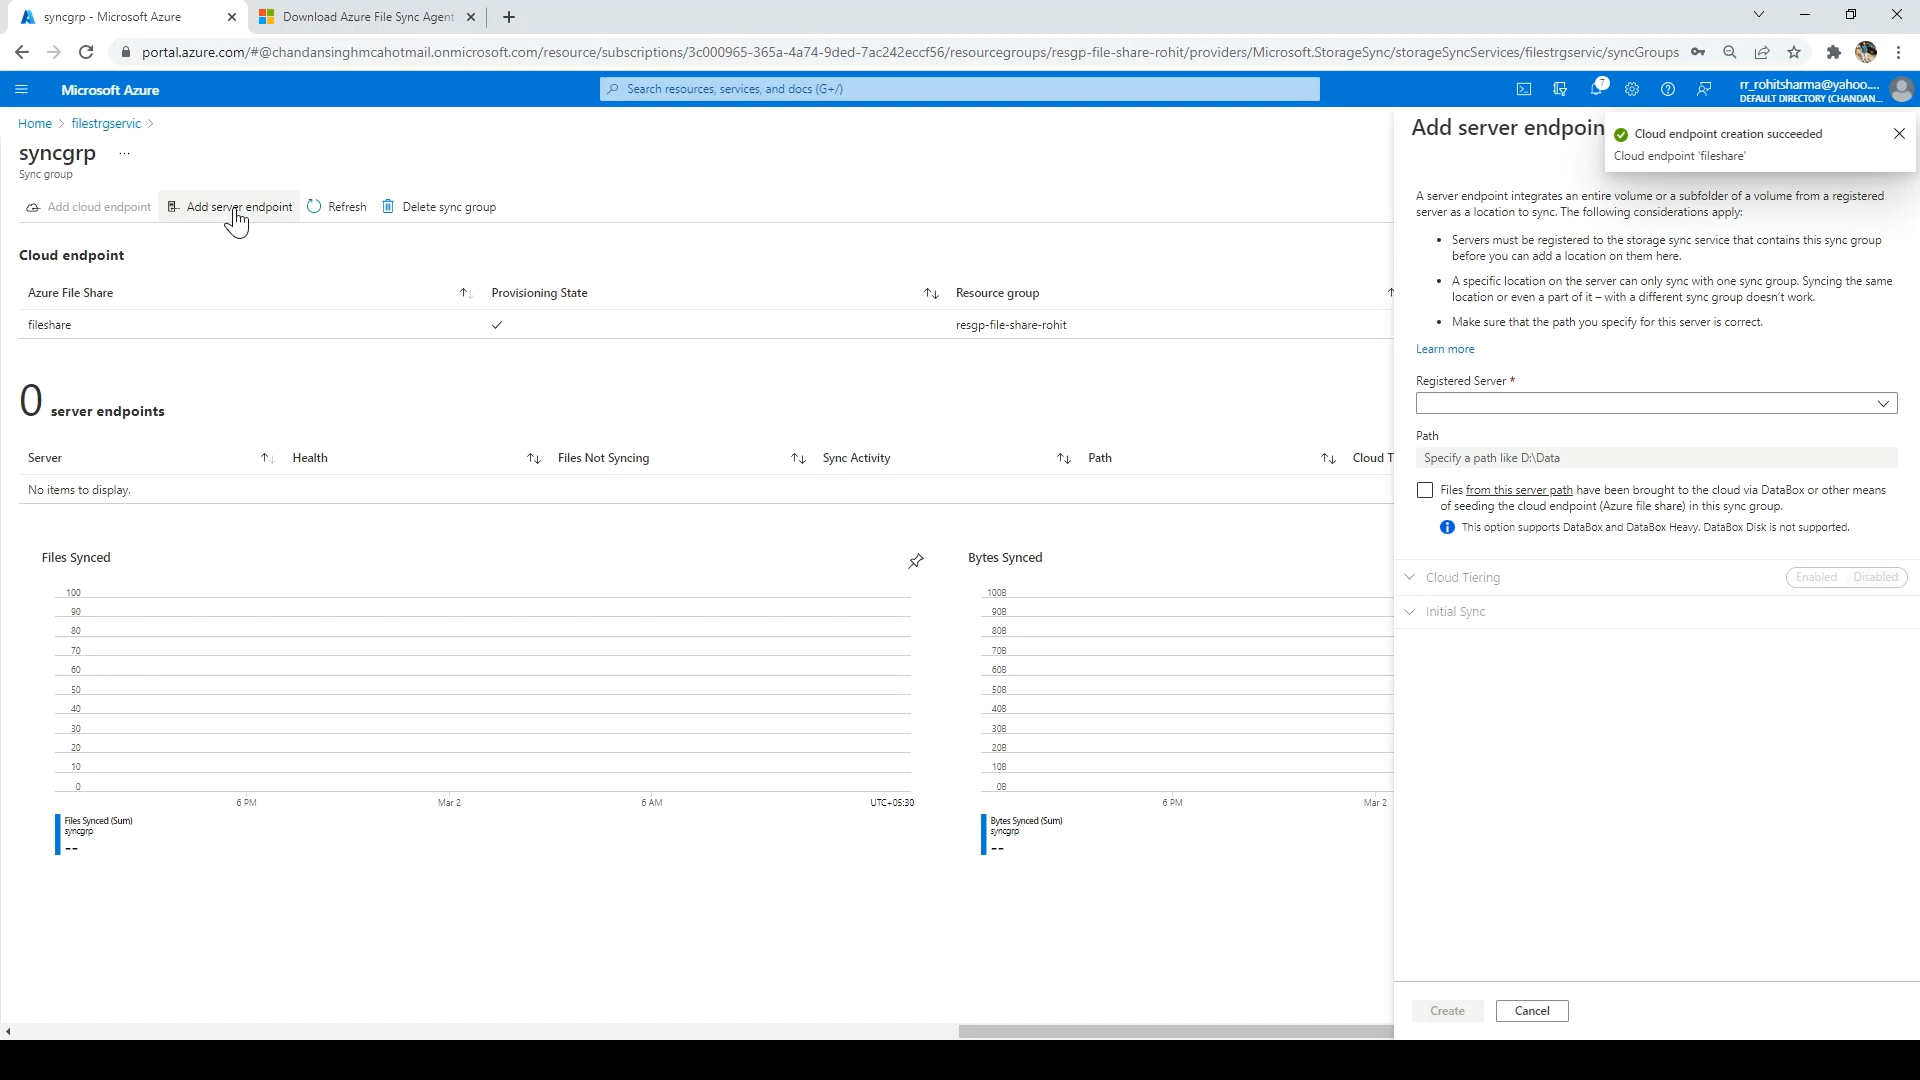 syncgrp - Microsoft Azure
Download Azure File Sync Agent
portal.azure.com/#@chandansinghmcahotmail.onmicrosoft.com/resource/subscriptions/3c000965-365a-4a74-9ded-7ac242eccf56/resourcegroups/resgp-file-share-rohit/providers/Microsoft.StorageSync/storageSyncServices/filestrgservic/syncGroups
Microsoft Azure
Search resources, services, and docs (G+/)
7
rr_rohitsharma@yahoo....
DEFAULT DIRECTORY (CHANDAN...
Home > filestrgservic >
syncgrp ...
Sync group
Add cloud endpoint
Add server endpoint
Refresh
Delete sync group
Cloud endpoint
Azure File Share
Provisioning State
Resource group
fileshare
resgp-file-share-rohit
0 server endpoints
Server
Health
Files Not Syncing
Sync Activity
Path
Cloud T
No items to display.
Files Synced
100
90
80
70
60
50
40
30
20
10
0
6 PM
Mar 2
6 AM
UTC+05:30
Files Synced (Sum)
syncgrp
--
Bytes Synced
100B
90B
80B
70B
60B
50B
40B
30B
20B
10B
0B
6 PM
Mar 2
Bytes Synced (Sum)
syncgrp
--
Add server endpoin
Cloud endpoint creation succeeded
Cloud endpoint 'fileshare'
A server endpoint integrates an entire volume or a subfolder of a volume from a registered
server as a location to sync. The following considerations apply:
• Servers must be registered to the storage sync service that contains this sync group
before you can add a location on them here.
• A specific location on the server can only sync with one sync group. Syncing the same
location or even a part of it – with a different sync group doesn't work.
• Make sure that the path you specify for this server is correct.
Learn more
Registered Server *
Path
Specify a path like D:\Data
Files from this server path have been brought to the cloud via DataBox or other means
of seeding the cloud endpoint (Azure file share) in this sync group.
This option supports DataBox and DataBox Heavy. DataBox Disk is not supported.
Cloud Tiering
Enabled
Disabled
Initial Sync
Create
Cancel